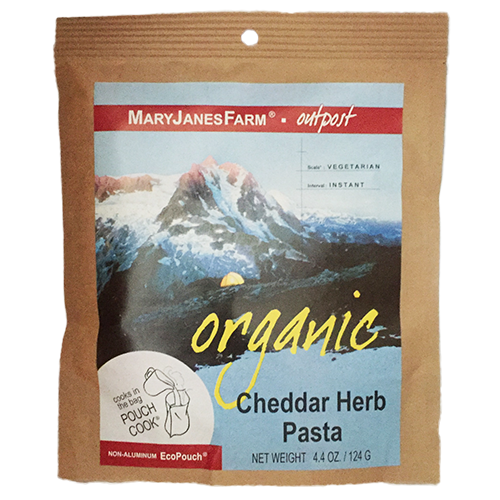 MARYJANESFARM® ▪ outpost
Scale¹: VEGETARIAN
Interval: INSTANT
organic
cooks in
the bag
POUCH
COOK®
Cheddar Herb
Pasta
NON-ALUMINUM EcoPouch®
NET WEIGHT 4.4 OZ. / 124 G